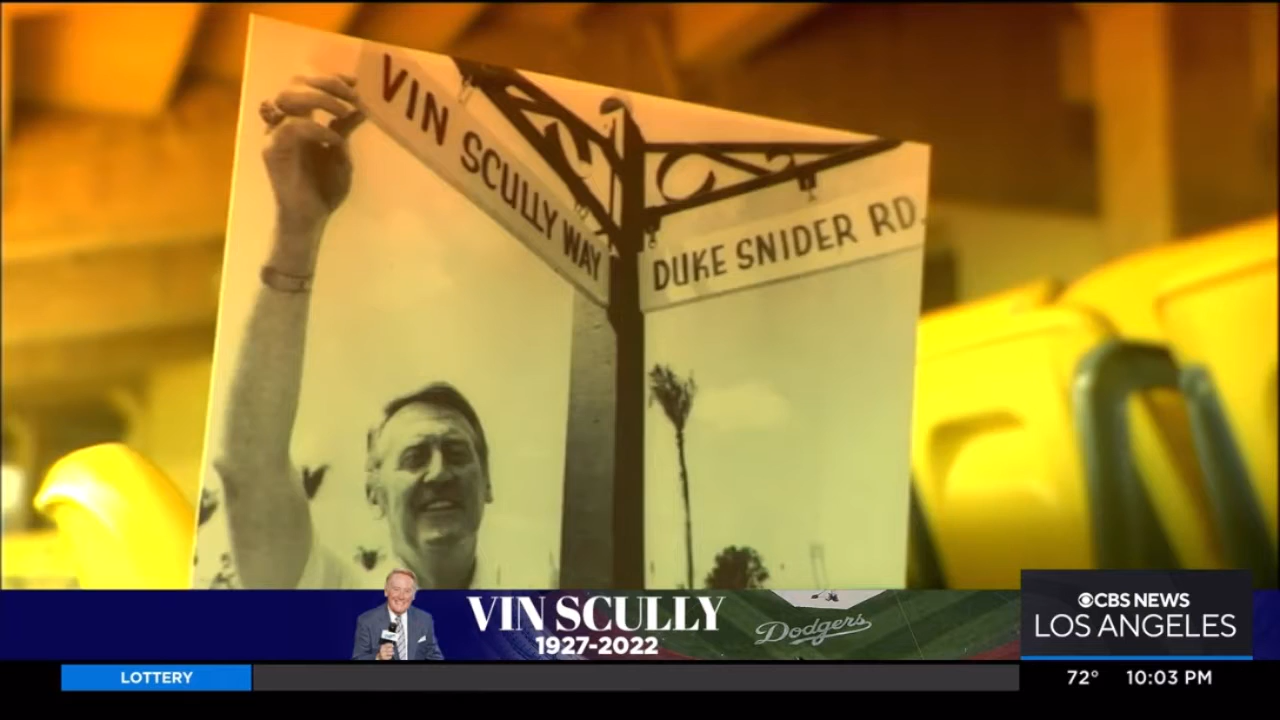 VIN SCULLY WAY
DUKE SNIDER RD.
VIN SCULLY
1927-2022
Dodgers
CBS NEWS
LOS ANGELES
LOTTERY
72° 10:03 PM